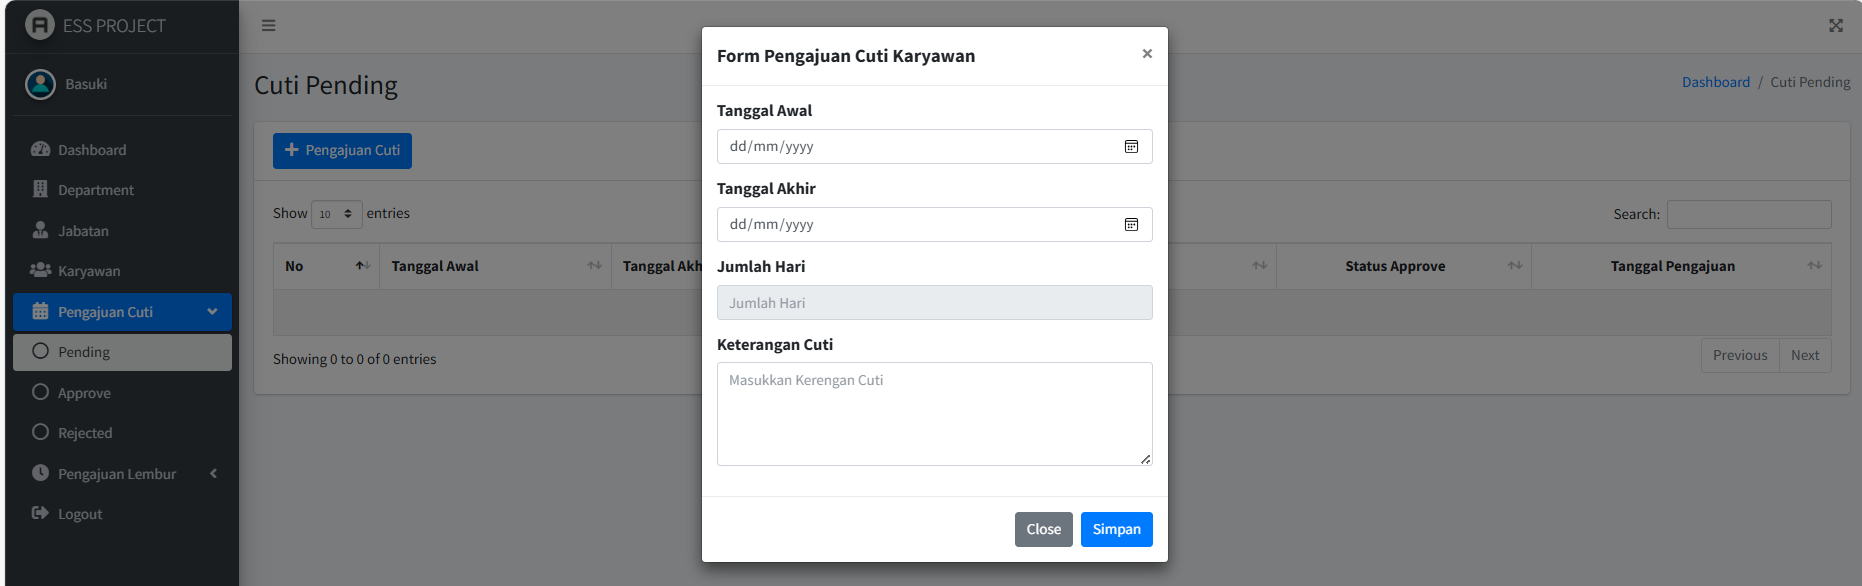 ESS PROJECT
Basuki
Dashboard
Department
Jabatan
Karyawan
Pengajuan Cuti
Pending
Approve
Rejected
Pengajuan Lembur
Logout
Cuti Pending
Dashboard / Cuti Pending
Pengajuan Cuti
Show 10 entries
Search:
No Tanggal Awal Tanggal Akh Status Approve Tanggal Pengajuan
Showing 0 to 0 of 0 entries
Previous Next
Form Pengajuan Cuti Karyawan ×
Tanggal Awal
dd/mm/yyyy
Tanggal Akhir
dd/mm/yyyy
Jumlah Hari
Jumlah Hari
Keterangan Cuti
Masukkan Kerengan Cuti
Close Simpan